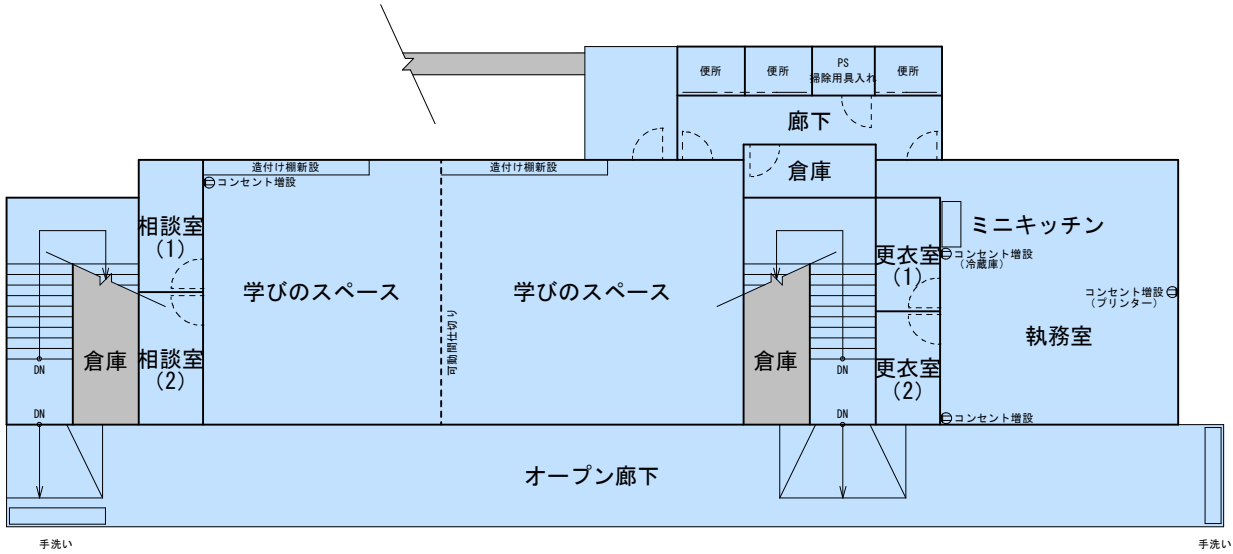 便所
便所
PS
掃除用具入れ
便所
廊下
造付け棚新設
造付け棚新設
倉庫
コンセント増設
相談室
(1)
ミニキッチン
更衣室
(1)
コンセント増設
(冷蔵庫)
学びのスペース
学びのスペース
コンセント増設
(プリンター)
可動間仕切り
執務室
倉庫
相談室
(2)
倉庫
更衣室
(2)
DN
DN
DN
コンセント増設
オープン廊下
手洗い
手洗い